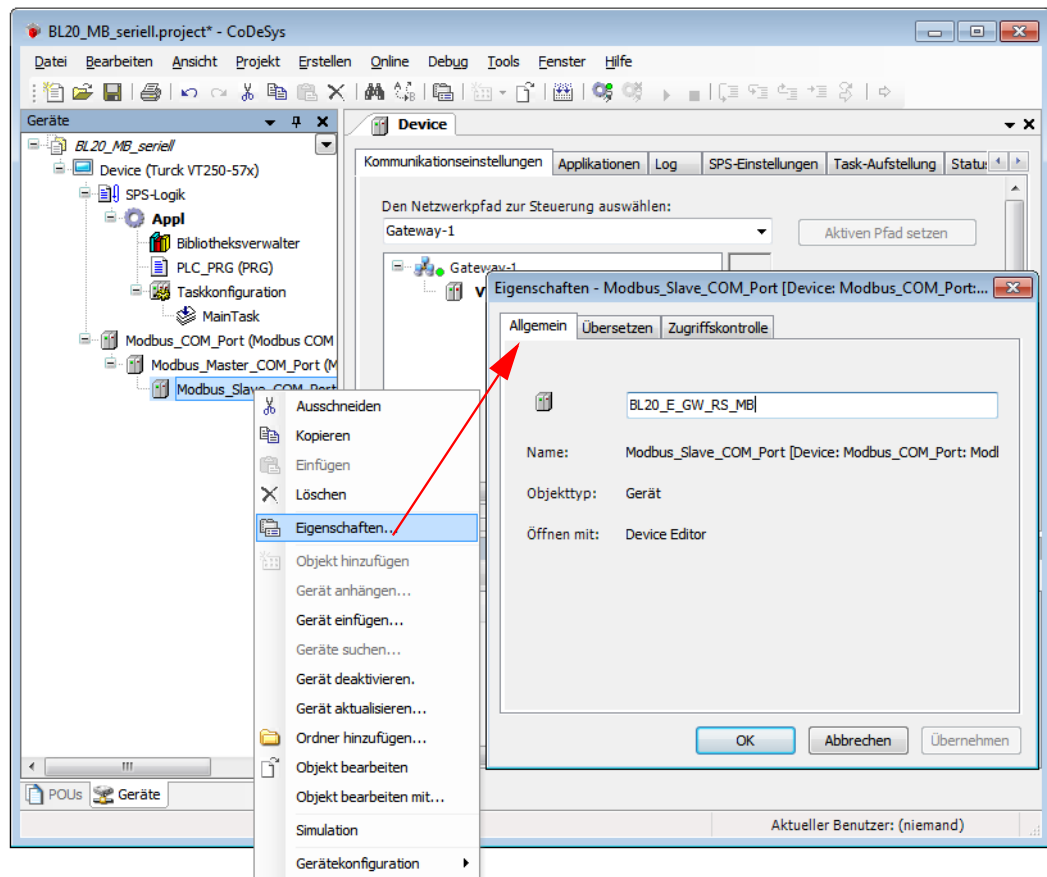 BL20_MB_seriell.project* - CoDeSys
Datei Bearbeiten Ansicht Projekt Erstellen Online Debug Tools Fenster Hilfe
Geräte
BL20_MB_seriell
Device (Turck VT250-57x)
SPS-Logik
Appl
Bibliotheksverwalter
PLC_PRG (PRG)
Taskkonfiguration
MainTask
Modbus_COM_Port (Modbus COM
Modbus_Master_COM_Port (M
Modbus_Slave_COM_Port
POUs Geräte
Device
Kommunikationseinstellungen Applikationen Log SPS-Einstellungen Task-Aufstellung Status
Den Netzwerkpfad zur Steuerung auswählen:
Gateway-1 Aktiven Pfad setzen
Gateway-1
V
Ausschneiden
Kopieren
Einfügen
Löschen
Eigenschaften...
Objekt hinzufügen
Gerät anhängen...
Gerät einfügen...
Geräte suchen...
Gerät deaktivieren.
Gerät aktualisieren...
Ordner hinzufügen...
Objekt bearbeiten
Objekt bearbeiten mit...
Simulation
Gerätekonfiguration
Eigenschaften - Modbus_Slave_COM_Port [Device: Modbus_COM_Port:...
Allgemein Übersetzen Zugriffskontrolle
BL20_E_GW_RS_MB
Name: Modbus_Slave_COM_Port [Device: Modbus_COM_Port: Modl
Objekttyp: Gerät
Öffnen mit: Device Editor
OK Abbrechen Übernehmen
Aktueller Benutzer: (niemand)